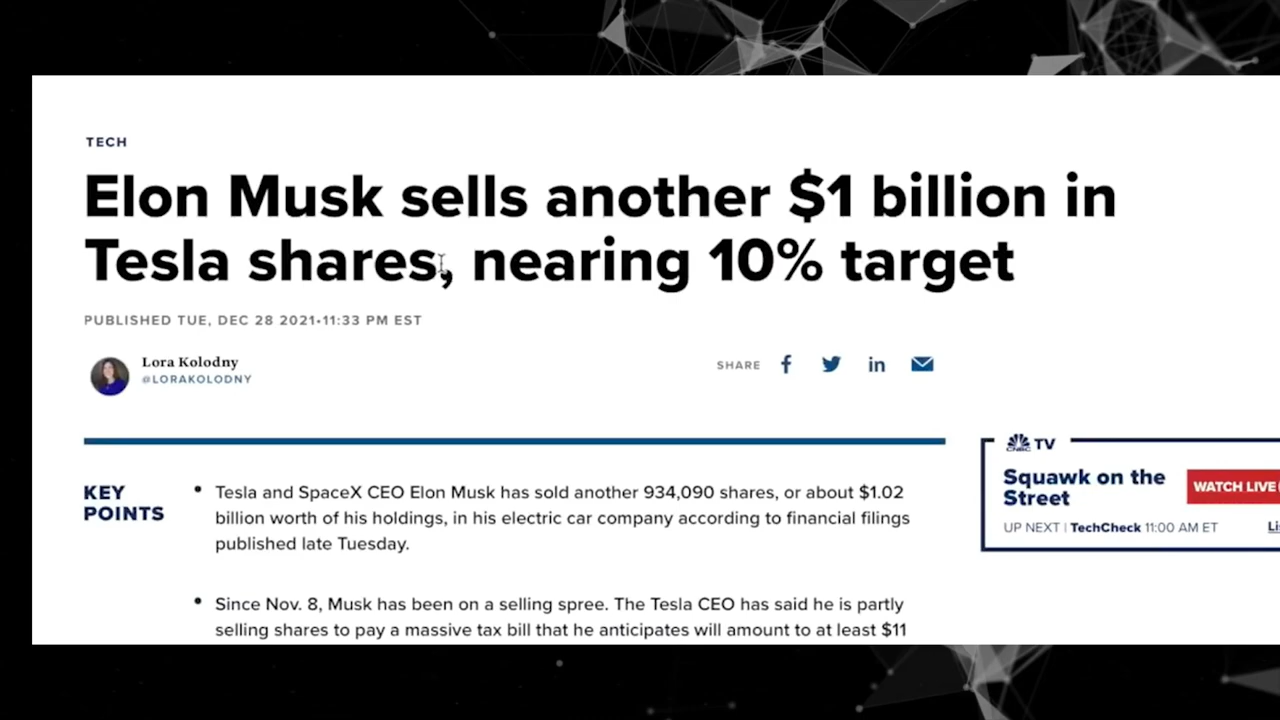 TECH
Elon Musk sells another $1 billion in
Tesla shares, nearing 10% target
PUBLISHED TUE, DEC 28 2021•11:33 PM EST
Lora Kolodny
@LORAKOLODNY
SHARE
KEY
POINTS
• Tesla and SpaceX CEO Elon Musk has sold another 934,090 shares, or about $1.02
billion worth of his holdings, in his electric car company according to financial filings
published late Tuesday.
• Since Nov. 8, Musk has been on a selling spree. The Tesla CEO has said he is partly
selling shares to pay a massive tax bill that he anticipates will amount to at least $11
CNBC TV
Squawk on the
Street
WATCH LIVE
UP NEXT | TechCheck 11:00 AM ET